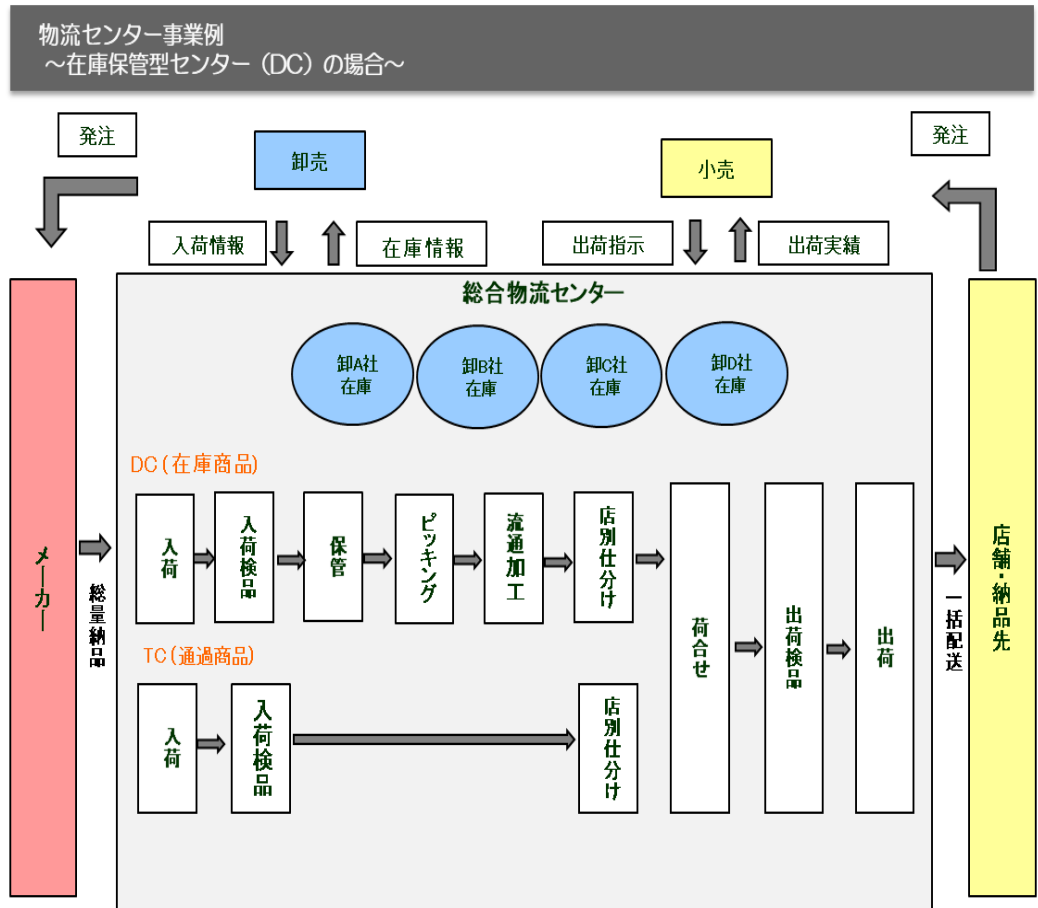 物流センター事業例
～在庫保管型センター（DC）の場合～
発注
卸売
小売
発注
入荷情報
在庫情報
出荷指示
出荷実績
総合物流センター
卸A社
在庫
卸B社
在庫
卸C社
在庫
卸D社
在庫
DC(在庫商品)
メーカー
総量納品
入荷
入荷検品
保管
ピッキング
流通加工
店別仕分け
荷合せ
出荷検品
出荷
一括配送
店舗・納品先
TC(通過商品)
入荷
入荷検品
店別仕分け